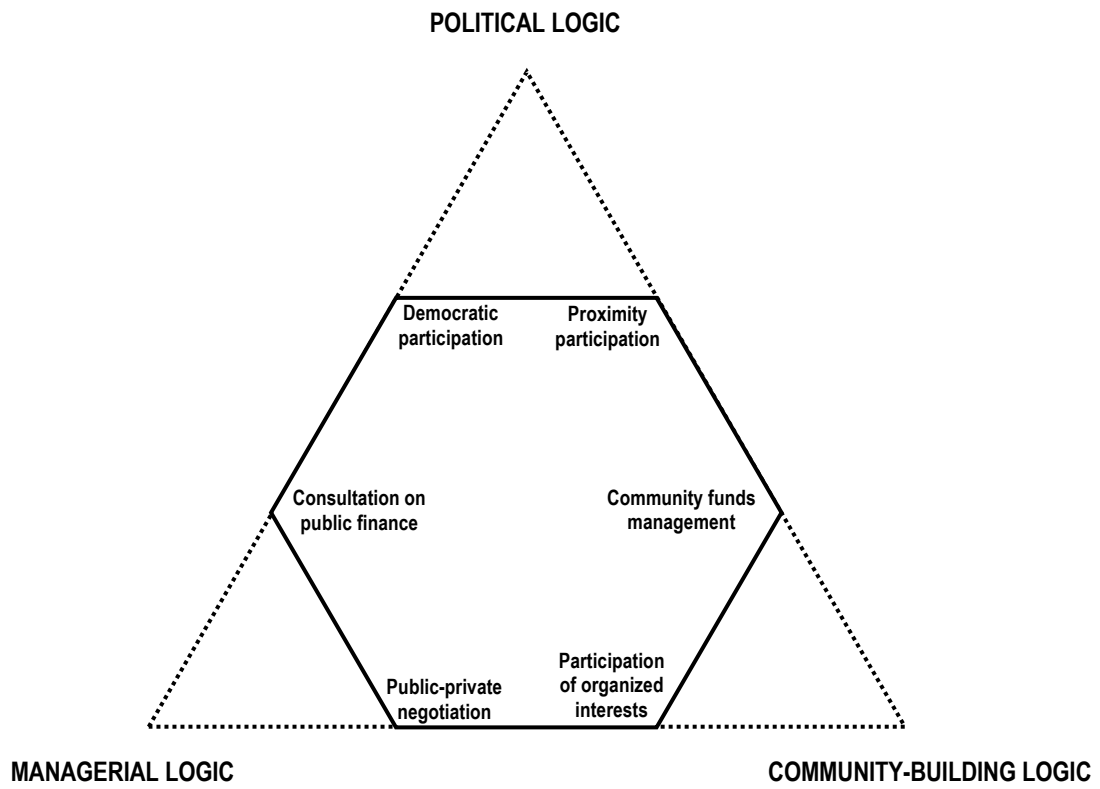 POLITICAL LOGIC
Democratic
participation
Proximity
participation
Consultation on
public finance
Community funds
management
Public-private
negotiation
Participation
of organized
interests
MANAGERIAL LOGIC
COMMUNITY-BUILDING LOGIC